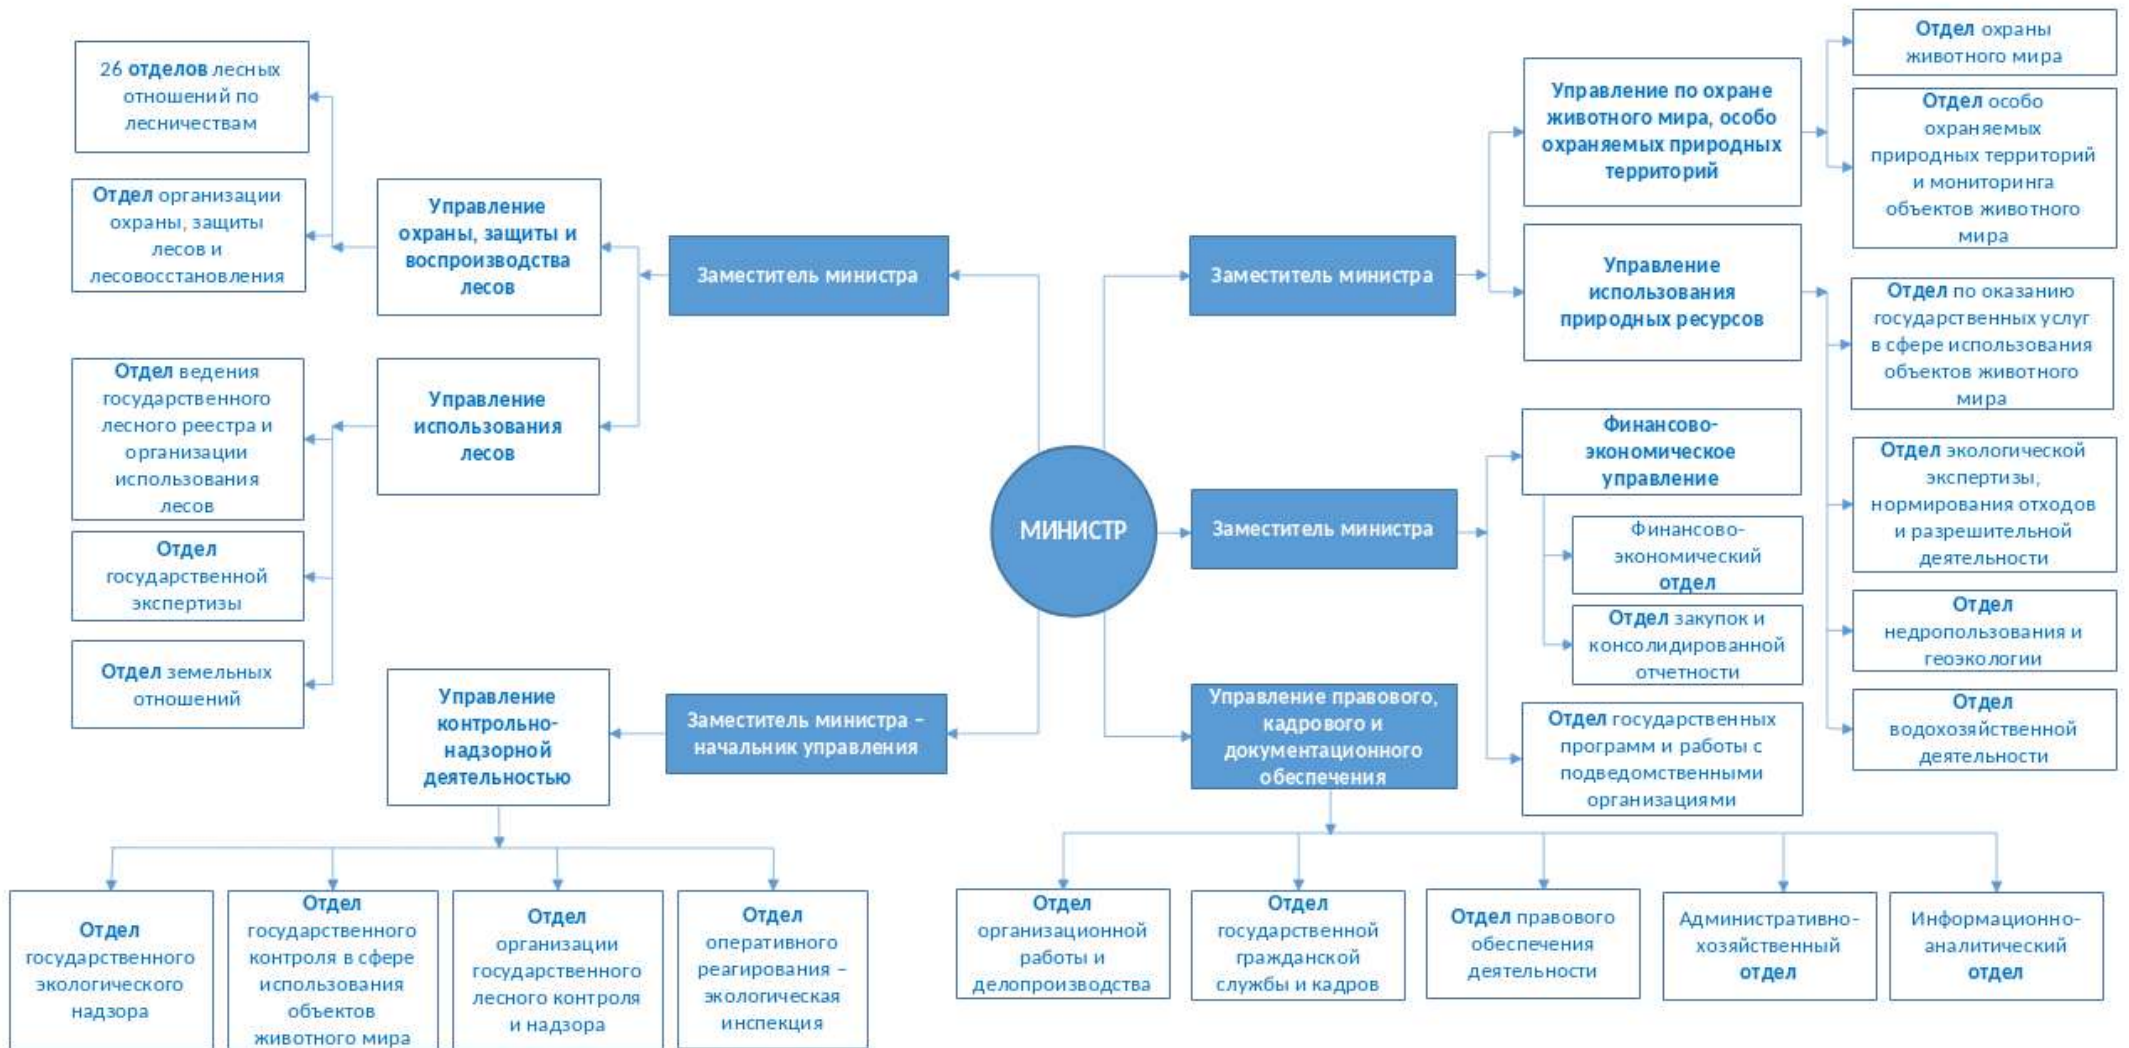 26 отделов лесных
отношений по
лесничествам
Отдел организации
охраны, защиты
лесов и
лесовосстановления
Управление
охраны, защиты и
воспроизводства
лесов
Заместитель министра
Отдел ведения
государственного
лесного реестра и
организации
использования
лесов
Управление
использования
лесов
Отдел
государственной
экспертизы
Отдел земельных
отношений
Управление
контрольно-
надзорной
деятельностью
Заместитель министра –
начальник управления
Отдел
государственного
экологического
надзора
Отдел
государственного
контроля в сфере
использования
объектов
животного мира
Отдел
организации
государственного
лесного контроля
и надзора
Отдел
оперативного
реагирования –
экологическая
инспекция
МИНИСТР
Заместитель министра
Управление по охране
животного мира, особо
охраняемых природных
территорий
Отдел охраны
животного мира
Отдел особо
охраняемых
природных территорий
и мониторинга
объектов животного
мира
Управление
использования
природных ресурсов
Отдел по оказанию
государственных услуг
в сфере использования
объектов животного
мира
Отдел экологической
экспертизы,
нормирования отходов
и разрешительной
деятельности
Отдел
недропользования и
геоэкологии
Отдел
водохозяйственной
деятельности
Заместитель министра
Финансово-
экономическое
управление
Финансово-
экономический
отдел
Отдел закупок и
консолидированной
отчетности
Отдел государственных
программ и работы с
подведомственными
организациями
Управление правового,
кадрового и
документационного
обеспечения
Отдел
организационной
работы и
делопроизводства
Отдел
государственной
гражданской
службы и кадров
Отдел правового
обеспечения
деятельности
Административно-
хозяйственный
отдел
Информационно-
аналитический
отдел